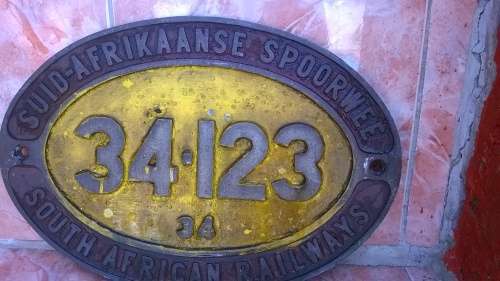 SUID-AFRIKAANSE SPOORWEË
34·123
34
SOUTH AFRICAN RAILWAYS